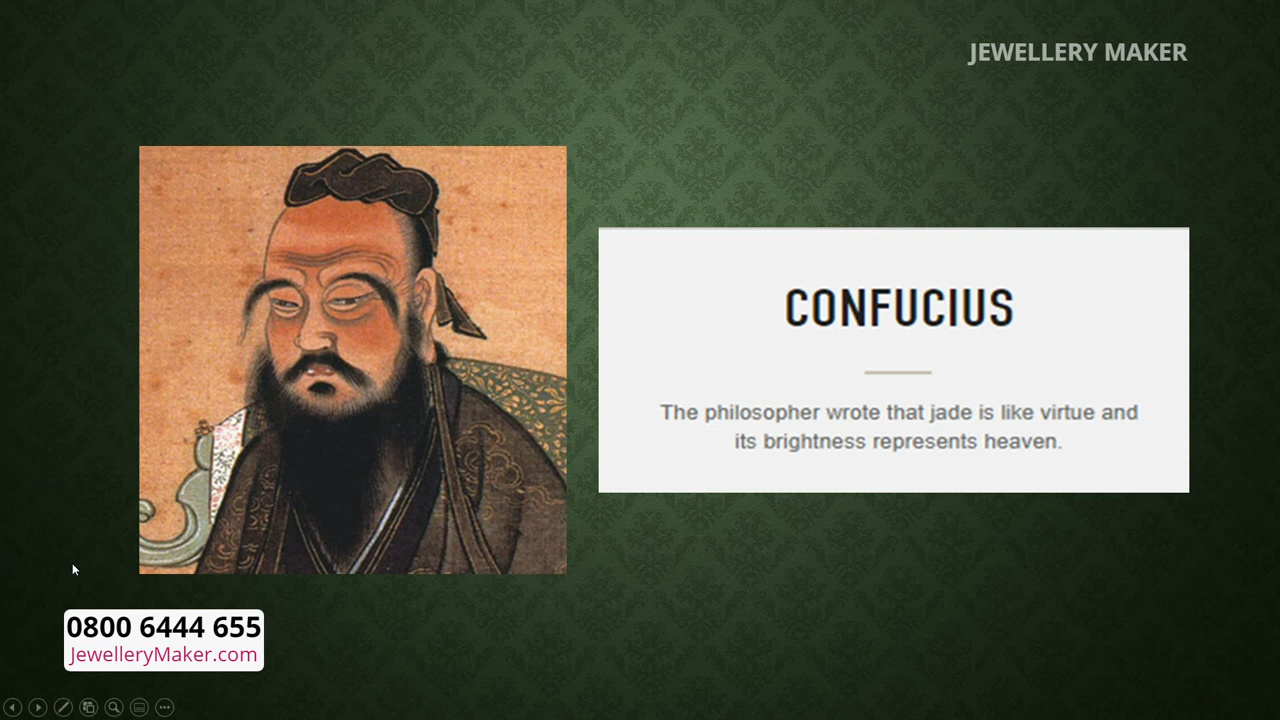 JEWELLERY MAKER
CONFUCIUS
The philosopher wrote that jade is like virtue and
its brightness represents heaven.
0800 6444 655
JewelleryMaker.com